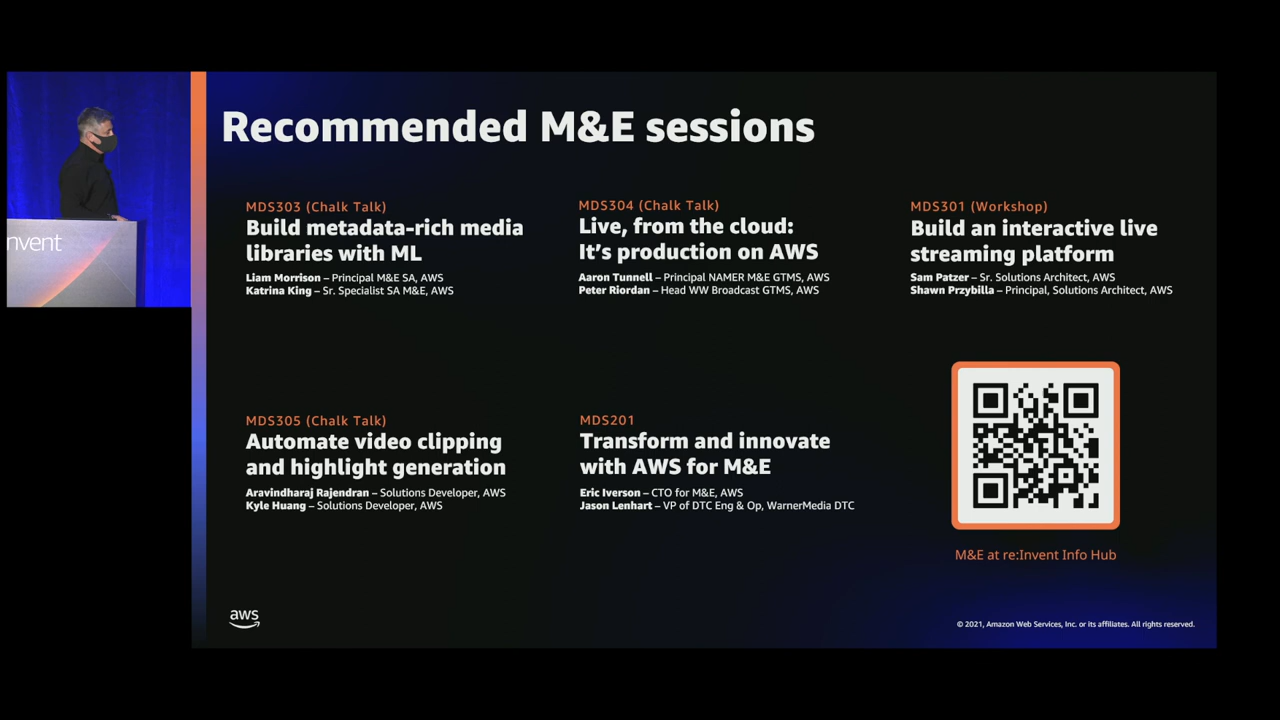 Recommended M&E sessions
MDS303 (Chalk Talk)
Build metadata-rich media
libraries with ML
Liam Morrison – Principal M&E SA, AWS
Katrina King – Sr. Specialist SA M&E, AWS
MDS304 (Chalk Talk)
Live, from the cloud:
It’s production on AWS
Aaron Tunnell – Principal NAMER M&E GTMS, AWS
Peter Riordan – Head WW Broadcast GTMS, AWS
MDS301 (Workshop)
Build an interactive live
streaming platform
Sam Patzer – Sr. Solutions Architect, AWS
Shawn Przybilla – Principal, Solutions Architect, AWS
MDS305 (Chalk Talk)
Automate video clipping
and highlight generation
Aravindharaj Rajendran – Solutions Developer, AWS
Kyle Huang – Solutions Developer, AWS
MDS201
Transform and innovate
with AWS for M&E
Eric Iverson – CTO for M&E, AWS
Jason Lenhart – VP of DTC Eng & Op, WarnerMedia DTC
M&E at re:Invent Info Hub
aws
© 2021, Amazon Web Services, Inc. or its affiliates. All rights reserved.
nvent